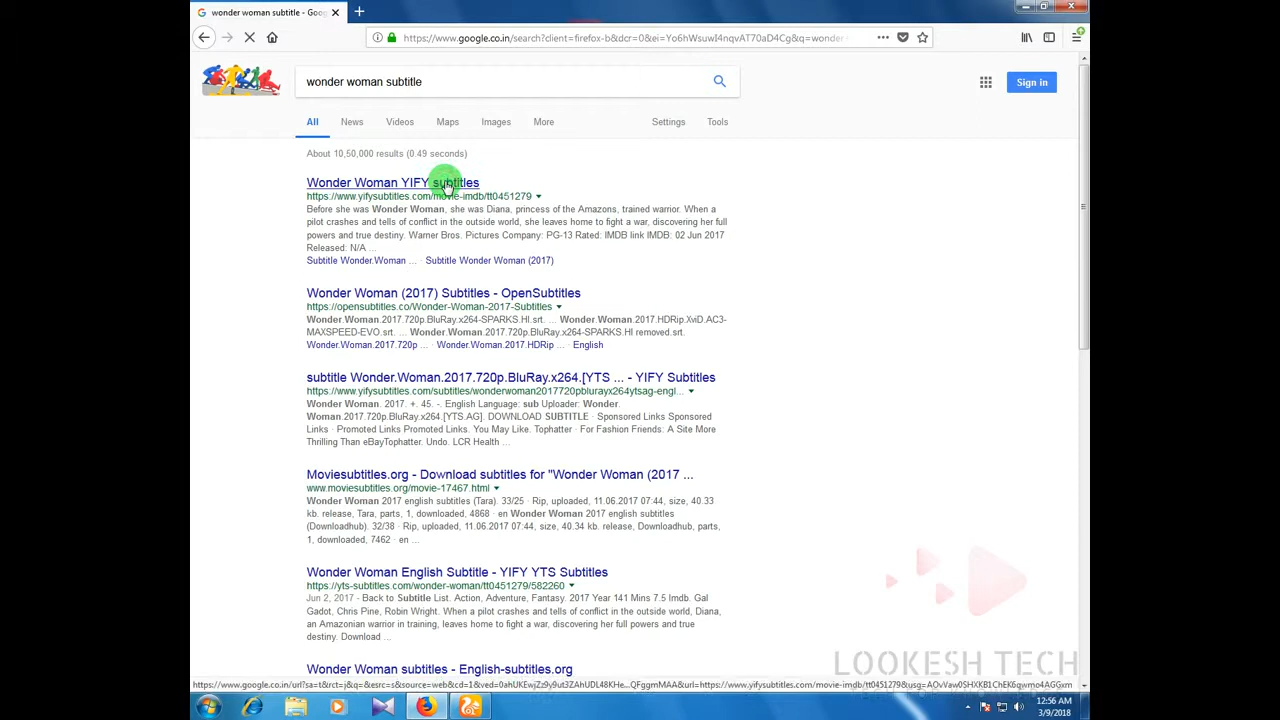 wonder woman subtitle - Goog
https://www.google.co.in/search?client=firefox-b&dcr=0&ei=Yo6hWsuwI4nqvAT70aD4Cg&q=wonder
wonder woman subtitle
Sign in
All News Videos Maps Images More Settings Tools
About 10,50,000 results (0.49 seconds)
Wonder Woman YIFY subtitles
https://www.yifysubtitles.com/movie-imdb/tt0451279
Before she was Wonder Woman, she was Diana, princess of the Amazons, trained warrior. When a
pilot crashes and tells of conflict in the outside world, she leaves home to fight a war, discovering her full
powers and true destiny. Warner Bros. Pictures Company: PG-13 Rated: IMDB link IMDB: 02 Jun 2017
Released: N/A ...
Subtitle Wonder.Woman ... · Subtitle Wonder Woman (2017)
Wonder Woman (2017) Subtitles - OpenSubtitles
https://opensubtitles.co/Wonder-Woman-2017-Subtitles
Wonder.Woman.2017.720p.BluRay.x264-SPARKS.HI.srt. ... Wonder.Woman.2017.HDRip.XviD.AC3-
MAXSPEED-EVO.srt. ... Wonder.Woman.2017.720p.BluRay.x264-SPARKS.HI removed.srt.
Wonder.Woman.2017.720p ... · Wonder.Woman.2017.HDRip ... · English
subtitle Wonder.Woman.2017.720p.BluRay.x264.[YTS ... - YIFY Subtitles
https://www.yifysubtitles.com/subtitles/wonderwoman2017720pblurayx264ytsag-engl...
Wonder Woman. 2017. +. 45. -. English Language: sub Uploader: Wonder.
Woman.2017.720p.BluRay.x264.[YTS.AG]. DOWNLOAD SUBTITLE · Sponsored Links Sponsored
Links · Promoted Links Promoted Links · You May Like. Tophatter · For Fashion Friends: A Site More
Thrilling Than eBayTophatter. Undo. LCR Health ...
Moviesubtitles.org - Download subtitles for "Wonder Woman (2017 ...
www.moviesubtitles.org/movie-17467.html
Wonder Woman 2017 english subtitles (Tara). 33/25 · Rip, uploaded, 11.06.2017 07:44, size, 40.33
kb. release, Tara, parts, 1, downloaded, 4868 · en Wonder Woman 2017 english subtitles
(Downloadhub). 32/38 · Rip, uploaded, 11.06.2017 07:44, size, 40.34 kb. release, Downloadhub, parts,
1, downloaded, 7462 · en ...
Wonder Woman English Subtitle - YIFY YTS Subtitles
https://yts-subtitles.com/wonder-woman/tt0451279/582260
Jun 2, 2017 - Back to Subtitle List. Action, Adventure, Fantasy. 2017 Year 141 Mins 7.5 Imdb. Gal
Gadot, Chris Pine, Robin Wright. When a pilot crashes and tells of conflict in the outside world, Diana,
an Amazonian warrior in training, leaves home to fight a war, discovering her full powers and true
destiny. Download ...
Wonder Woman subtitles - English-subtitles.org
LOOKESH TECH
12:56 AM
3/9/2018